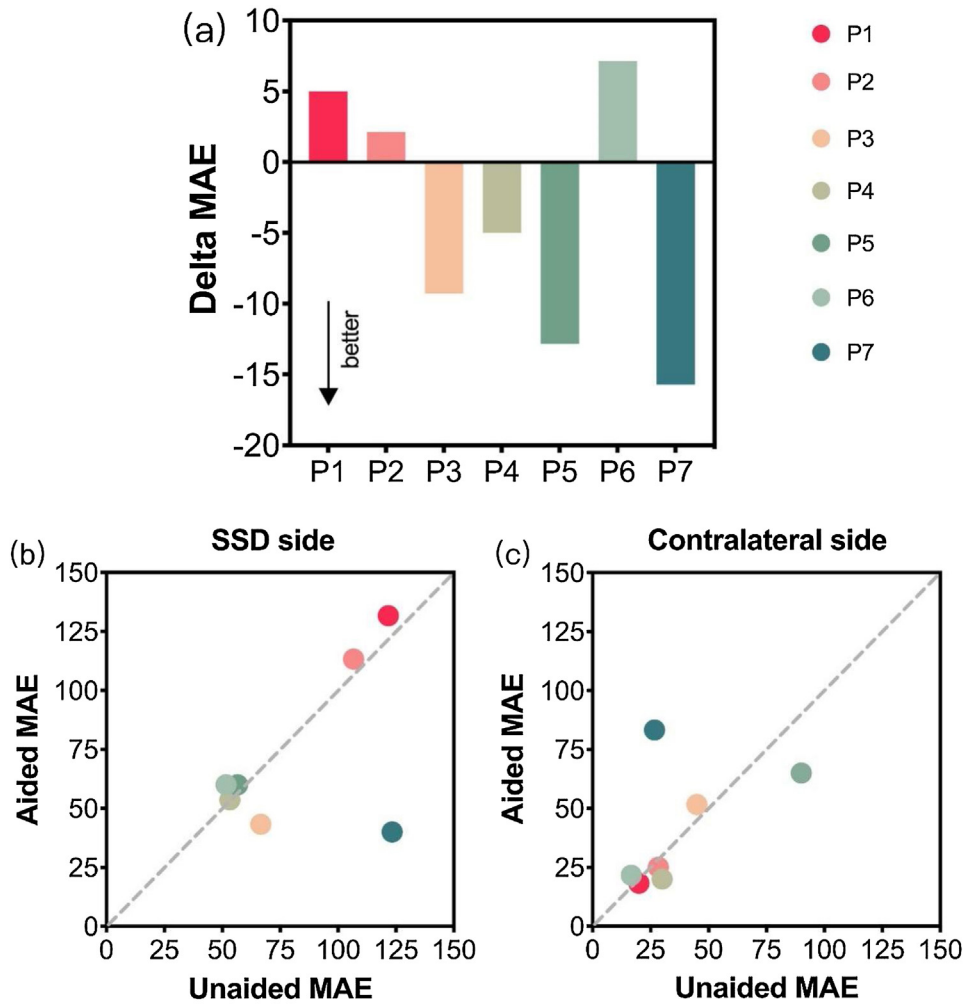 (a)
Delta MAE
10
5
0
-5
-10
-15
-20
better
P1 P2 P3 P4 P5 P6 P7
P1
P2
P3
P4
P5
P6
P7
(b)
SSD side
Aided MAE
150
125
100
75
50
25
0
0 25 50 75 100 125 150
Unaided MAE
(c)
Contralateral side
Aided MAE
150
125
100
75
50
25
0
0 25 50 75 100 125 150
Unaided MAE